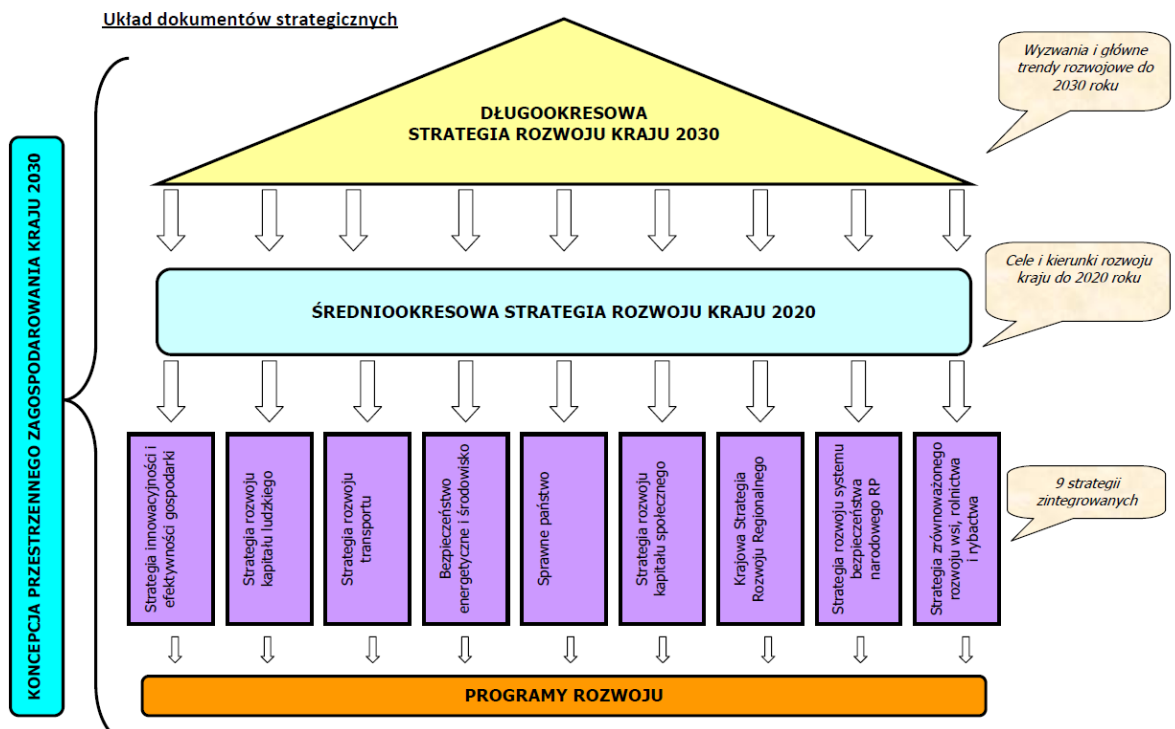 Układ dokumentów strategicznych
Wyzwania i główne
trendy rozwojowe do
2030 roku
DŁUGOOKRESOWA
STRATEGIA ROZWOJU KRAJU 2030
KONCEPCJA PRZESTRZENNEGO ZAGOSPODAROWANIA KRAJU 2030
Cele i kierunki rozwoju
kraju do 2020 roku
ŚREDNIOOKRESOWA STRATEGIA ROZWOJU KRAJU 2020
Strategia innowacyjności i
efektywności gospodarki
Strategia rozwoju
kapitału ludzkiego
Strategia rozwoju
transportu
Bezpieczeństwo
energetyczne i środowisko
Sprawne państwo
Strategia rozwoju
kapitału społecznego
Krajowa Strategia
Rozwoju Regionalnego
Strategia rozwoju systemu
bezpieczeństwa
narodowego RP
Strategia zrównoważonego
rozwoju wsi, rolnictwa
i rybactwa
9 strategii
zintegrowanych
PROGRAMY ROZWOJU